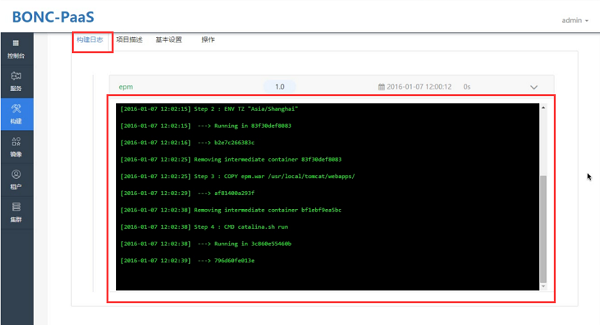 BONC-PaaS
admin
构建日志 项目描述 基本设置 操作
控制台
服务
构建
镜像
租户
集群
epm 1.0 2016-01-07 12:00:12 0s
[2016-01-07 12:02:15] Step 2 : ENV TZ "Asia/Shanghai"
[2016-01-07 12:02:15] ---> Running in 83f30def8083
[2016-01-07 12:02:16] ---> b2e7c266383c
[2016-01-07 12:02:25] Removing intermediate container 83f30def8083
[2016-01-07 12:02:25] Step 3 : COPY epm.war /usr/local/tomcat/webapps/
[2016-01-07 12:02:29] ---> af81400a293f
[2016-01-07 12:02:38] Removing intermediate container bf1ebf9ea5bc
[2016-01-07 12:02:38] Step 4 : CMD catalina.sh run
[2016-01-07 12:02:38] ---> Running in 3c860e55460b
[2016-01-07 12:02:39] ---> 796d60fe013e